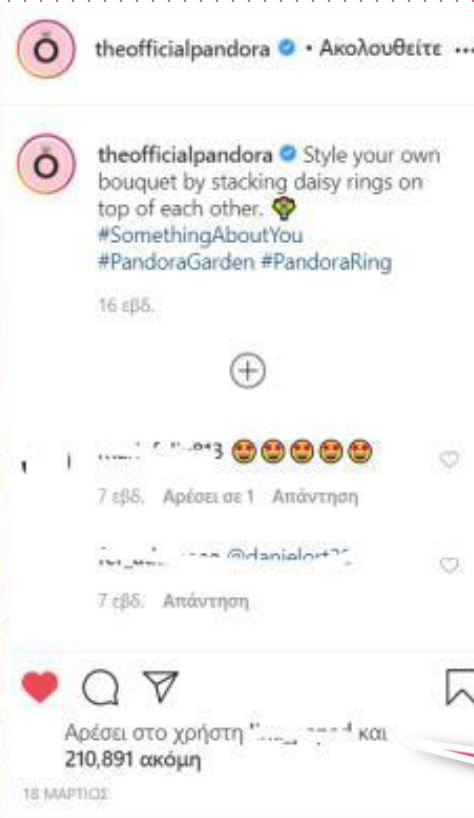 theofficialpandora • Ακολουθείτε ...
theofficialpandora Style your own
bouquet by stacking daisy rings on
top of each other. 💐
#SomethingAboutYou
#PandoraGarden #PandoraRing
16 εβδ.
😍😍😍😍😍
7 εβδ. Αρέσει σε 1 Απάντηση
7 εβδ. Απάντηση
Αρέσει στο χρήστη και
210,891 ακόμη
18 ΜΑΡΤΙΟΣ